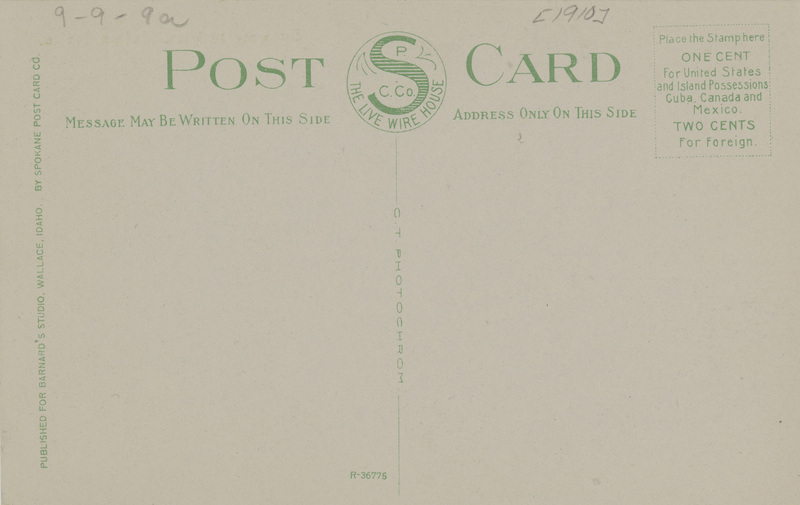 9-9-9a
[1910]
POST CARD
S P C. Co
THE LIVE WIRE HOUSE
MESSAGE MAY BE WRITTEN ON THIS SIDE
ADDRESS ONLY ON THIS SIDE
Place the Stamp here
ONE CENT
For United States
and Island Possessions
Cuba, Canada and
Mexico.
TWO CENTS
For Foreign.
PUBLISHED FOR BARNARD'S STUDIO, WALLACE, IDAHO. BY SPOKANE POST CARD CO.
C T PHOTOCHROM
R-36775